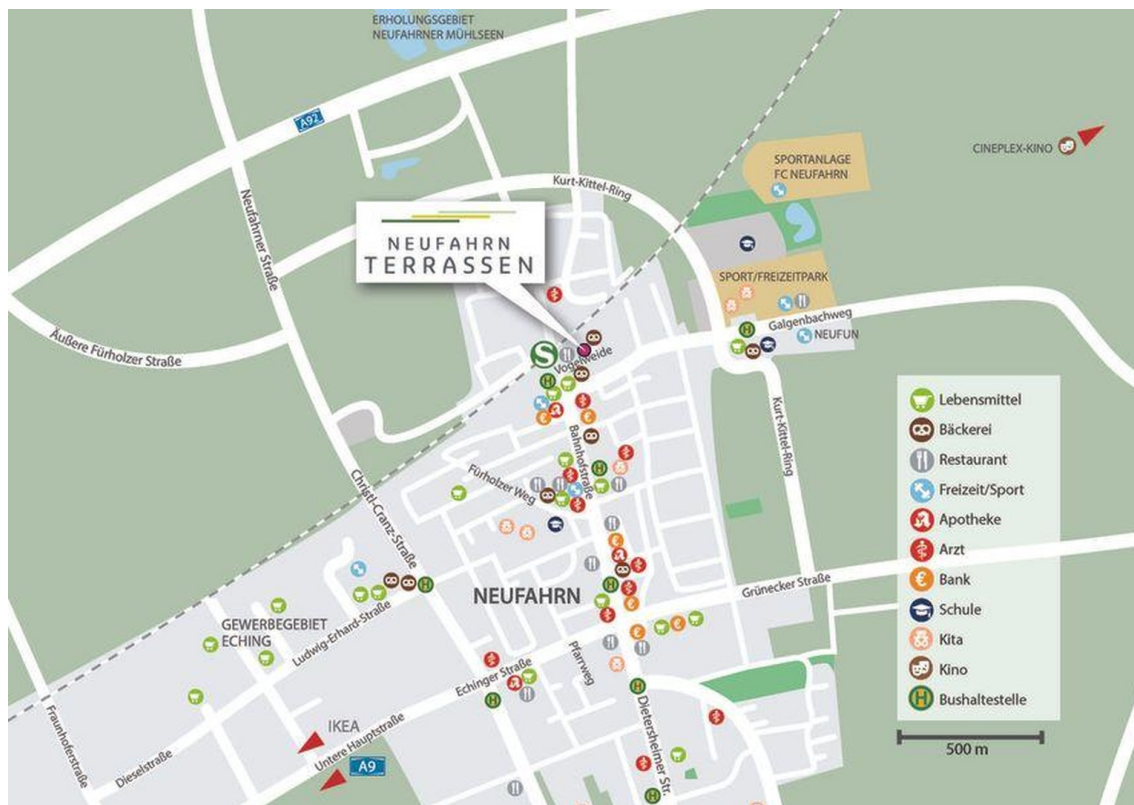 ERHOLUNGSGEBIET
NEUFAHRNER MÜHLSEEN
A92
CINEPLEX-KINO
SPORTANLAGE
FC NEUFAHRN
Kurt-Kittel-Ring
Neufahrner Straße
NEUFAHRN
TERRASSEN
SPORT/FREIZEITPARK
Galgenbachweg
NEUFUN
Äußere Fürholzer Straße
S
Vogelweide
H
Bahnhofstraße
Kurt-Kittel-Ring
Fürholzer Weg
Christl-Cranz-Straße
NEUFAHRN
Grünecker Straße
GEWERBEGEBIET
ECHING
Ludwig-Erhard-Straße
Echinger Straße
Pfarrweg
Fraunhoferstraße
Dieselstraße
IKEA
Untere Hauptstraße
A9
Dietersheimer Str.
Lebensmittel
Bäckerei
Restaurant
Freizeit/Sport
Apotheke
Arzt
€ Bank
Schule
Kita
Kino
H Bushaltestelle
500 m